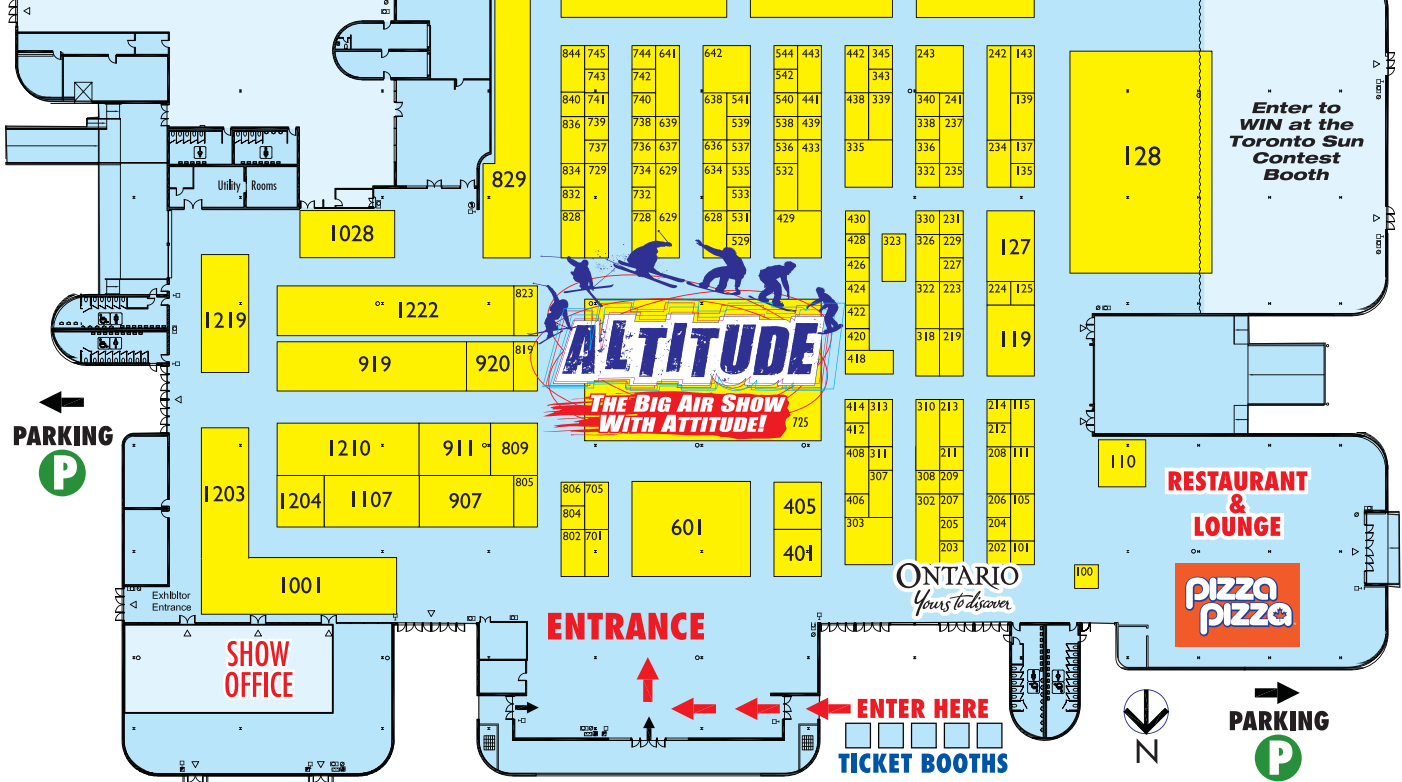 844 745 744 641 642 544 443 442 345 243 242 143
743 742 542 343
840 741 740 638 541 540 441 438 339 340 241 139
836 739 738 639 539 538 439 338 237
737 736 637 636 537 536 433 335 336 234 137
834 729 734 629 634 535 532 332 235 135
832 732 533
828 728 629 628 531 429 430 330 231
529 428 323 326 229 127
426 227
424 322 223 224 125
422
420 318 219 119
418
829
128
Enter to
WIN at the
Toronto Sun
Contest
Booth
Utility Rooms
1028
1219
1222 823
919 920 819
ALTITUDE
THE BIG AIR SHOW
WITH ATTITUDE!
725
PARKING
P
1210 911 809
1203 1204 1107 907 805
1001
414 313 310 213 214 115
412 212
408 311 211 208 111
307 308 209
406 302 207 206 105
303 205 204
203 202 101
806 705
804
802 701
601
405
401
110
100
RESTAURANT
&
LOUNGE
ONTARIO
Yours to discover
pizza
pizza
Exhibitor
Entrance
SHOW
OFFICE
ENTRANCE
ENTER HERE
TICKET BOOTHS
N
PARKING
P